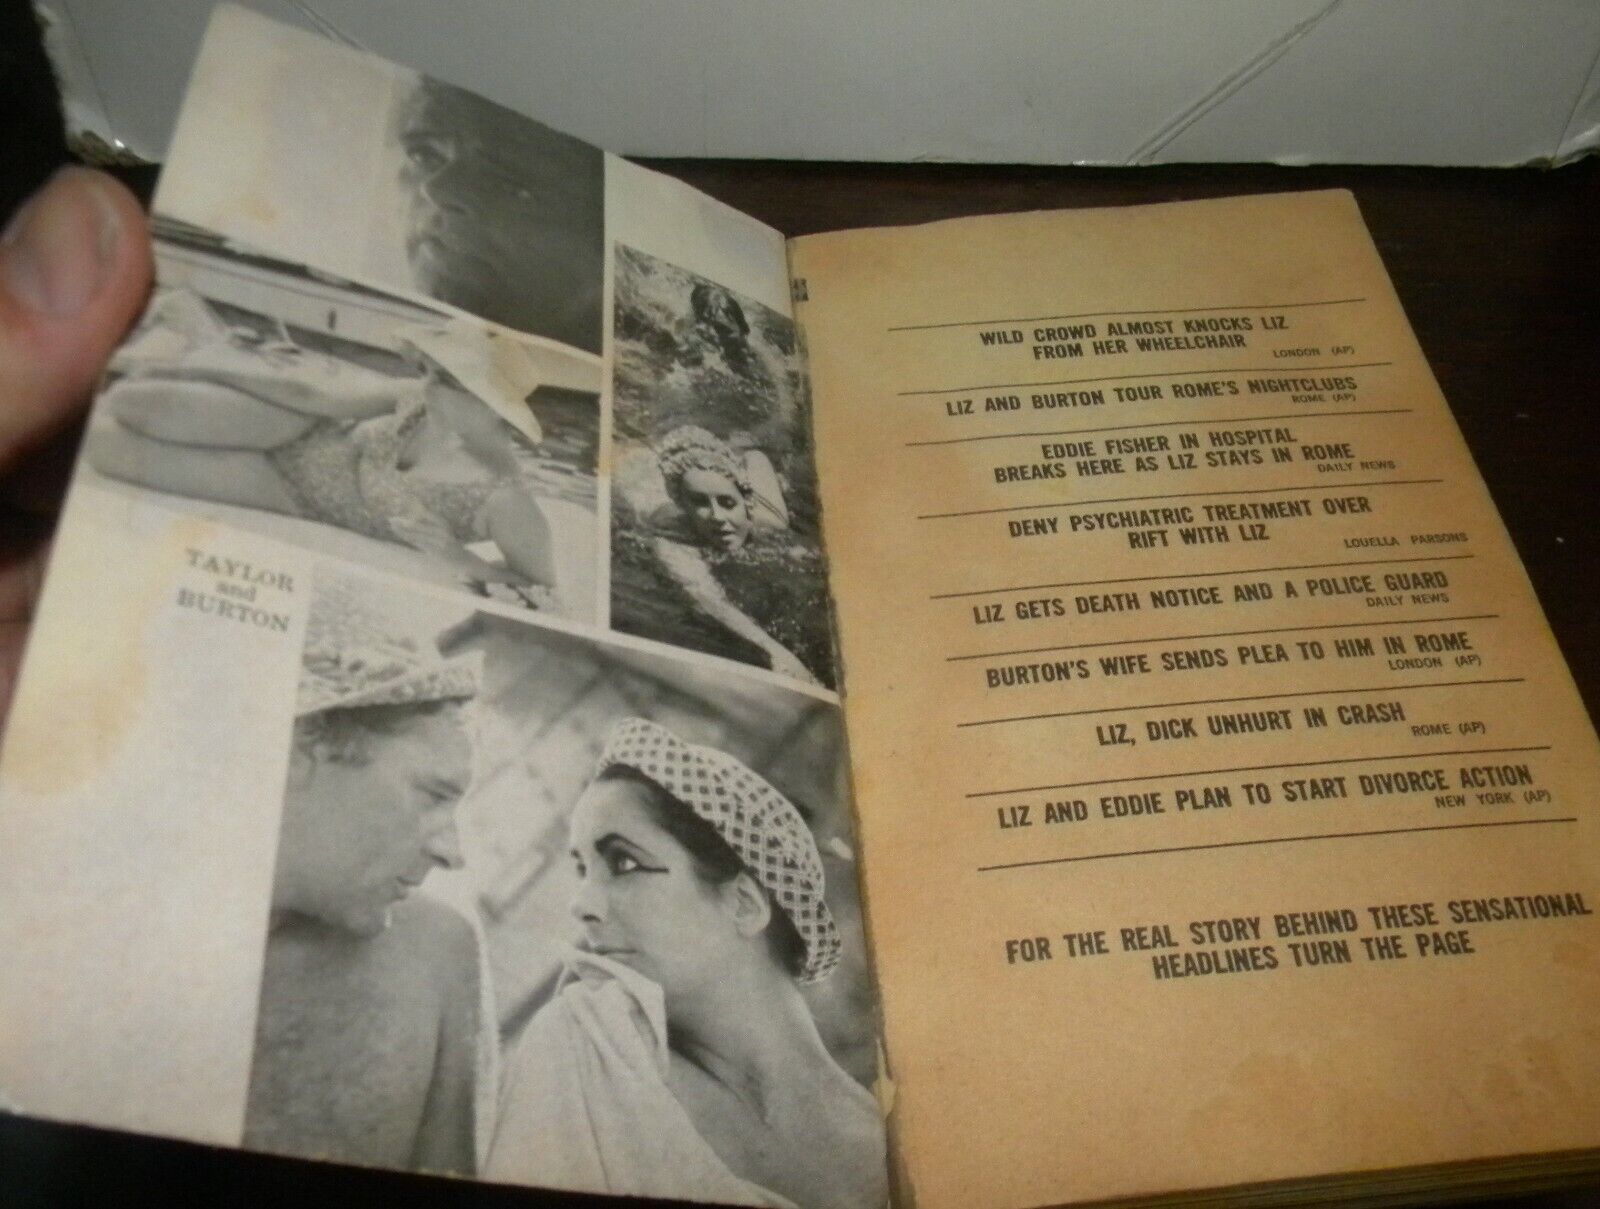 TAYLOR
and
BURTON
WILD CROWD ALMOST KNOCKS LIZ
FROM HER WHEELCHAIR
LONDON (AP)
LIZ AND BURTON TOUR ROME'S NIGHTCLUBS
ROME (AP)
EDDIE FISHER IN HOSPITAL
BREAKS HERE AS LIZ STAYS IN ROME
DAILY NEWS
DENY PSYCHIATRIC TREATMENT OVER
RIFT WITH LIZ
LOUELLA PARSONS
LIZ GETS DEATH NOTICE AND A POLICE GUARD
DAILY NEWS
BURTON'S WIFE SENDS PLEA TO HIM IN ROME
LONDON (AP)
LIZ, DICK UNHURT IN CRASH
ROME (AP)
LIZ AND EDDIE PLAN TO START DIVORCE ACTION
NEW YORK (AP)
FOR THE REAL STORY BEHIND THESE SENSATIONAL
HEADLINES TURN THE PAGE